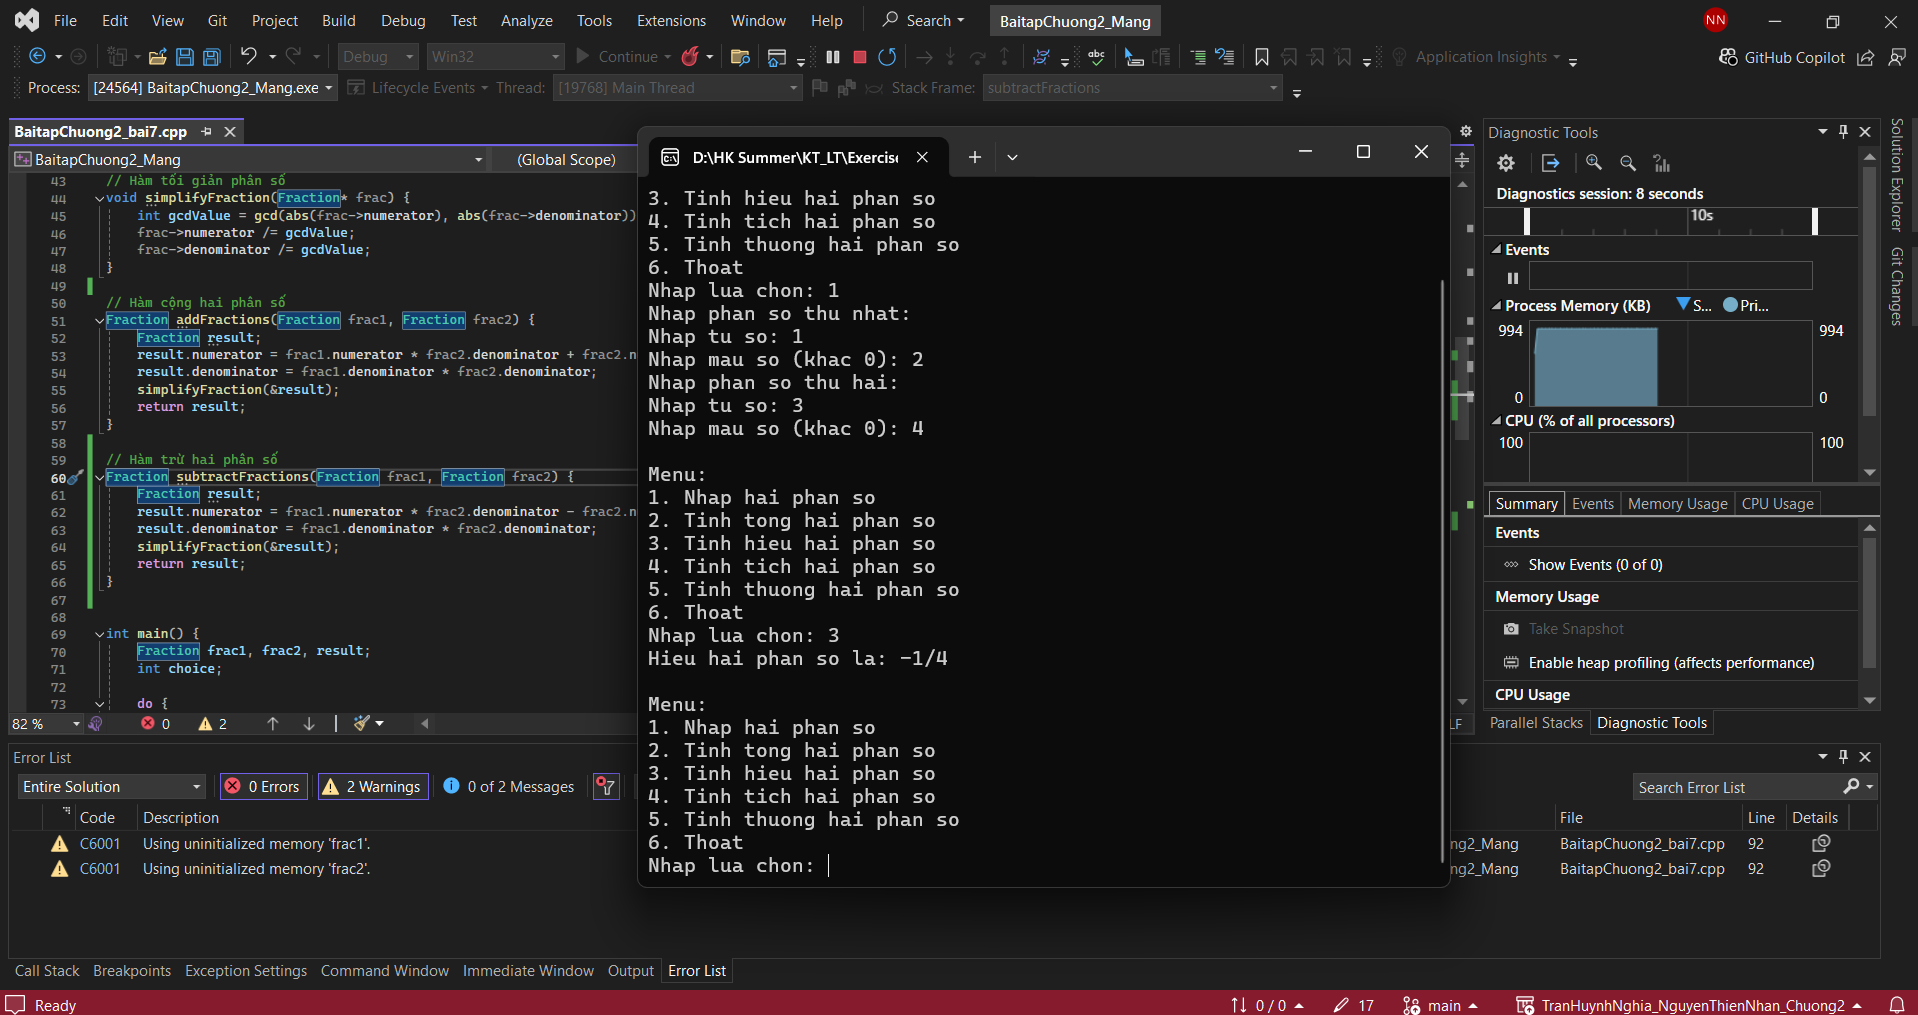 File Edit View Git Project Build Debug Test Analyze Tools Extensions Window Help Search BaitapChuong2_Mang NN
Debug Win32 Continue Application Insights GitHub Copilot
Process: [24564] BaitapChuong2_Mang.exe Lifecycle Events Thread: [19768] Main Thread Stack Frame: subtractFractions
BaitapChuong2_bai7.cpp
BaitapChuong2_Mang (Global Scope)
43 // Hàm tối giản phân số
44 void simplifyFraction(Fraction* frac) {
45 int gcdValue = gcd(abs(frac->numerator), abs(frac->denominator))
46 frac->numerator /= gcdValue;
47 frac->denominator /= gcdValue;
48 }
49
50 // Hàm cộng hai phân số
51 Fraction addFractions(Fraction frac1, Fraction frac2) {
52 Fraction result;
53 result.numerator = frac1.numerator * frac2.denominator + frac2.n
54 result.denominator = frac1.denominator * frac2.denominator;
55 simplifyFraction(&result);
56 return result;
57 }
58
59 // Hàm trừ hai phân số
60 Fraction subtractFractions(Fraction frac1, Fraction frac2) {
61 Fraction result;
62 result.numerator = frac1.numerator * frac2.denominator - frac2.n
63 result.denominator = frac1.denominator * frac2.denominator;
64 simplifyFraction(&result);
65 return result;
66 }
67
68
69 int main() {
70 Fraction frac1, frac2, result;
71 int choice;
72
73 do {
82 % 0 2 LF
D:\HK Summer\KT_LT\Exercis
3. Tinh hieu hai phan so
4. Tinh tich hai phan so
5. Tinh thuong hai phan so
6. Thoat
Nhap lua chon: 1
Nhap phan so thu nhat:
Nhap tu so: 1
Nhap mau so (khac 0): 2
Nhap phan so thu hai:
Nhap tu so: 3
Nhap mau so (khac 0): 4
Menu:
1. Nhap hai phan so
2. Tinh tong hai phan so
3. Tinh hieu hai phan so
4. Tinh tich hai phan so
5. Tinh thuong hai phan so
6. Thoat
Nhap lua chon: 3
Hieu hai phan so la: -1/4
Menu:
1. Nhap hai phan so
2. Tinh tong hai phan so
3. Tinh hieu hai phan so
4. Tinh tich hai phan so
5. Tinh thuong hai phan so
6. Thoat
Nhap lua chon:
Diagnostic Tools
Diagnostics session: 8 seconds
10s
Events
Process Memory (KB) S... Pri...
994 994
0 0
CPU (% of all processors)
100 100
Summary Events Memory Usage CPU Usage
Events
Show Events (0 of 0)
Memory Usage
Take Snapshot
Enable heap profiling (affects performance)
CPU Usage
Parallel Stacks Diagnostic Tools
Solution Explorer
Git Changes
Error List
Entire Solution 0 Errors 2 Warnings 0 of 2 Messages Search Error List
Code Description File Line Details
C6001 Using uninitialized memory 'frac1'. ng2_Mang BaitapChuong2_bai7.cpp 92
C6001 Using uninitialized memory 'frac2'. ng2_Mang BaitapChuong2_bai7.cpp 92
Call Stack Breakpoints Exception Settings Command Window Immediate Window Output Error List
Ready 0 / 0 17 main TranHuynhNghia_NguyenThienNhan_Chuong2